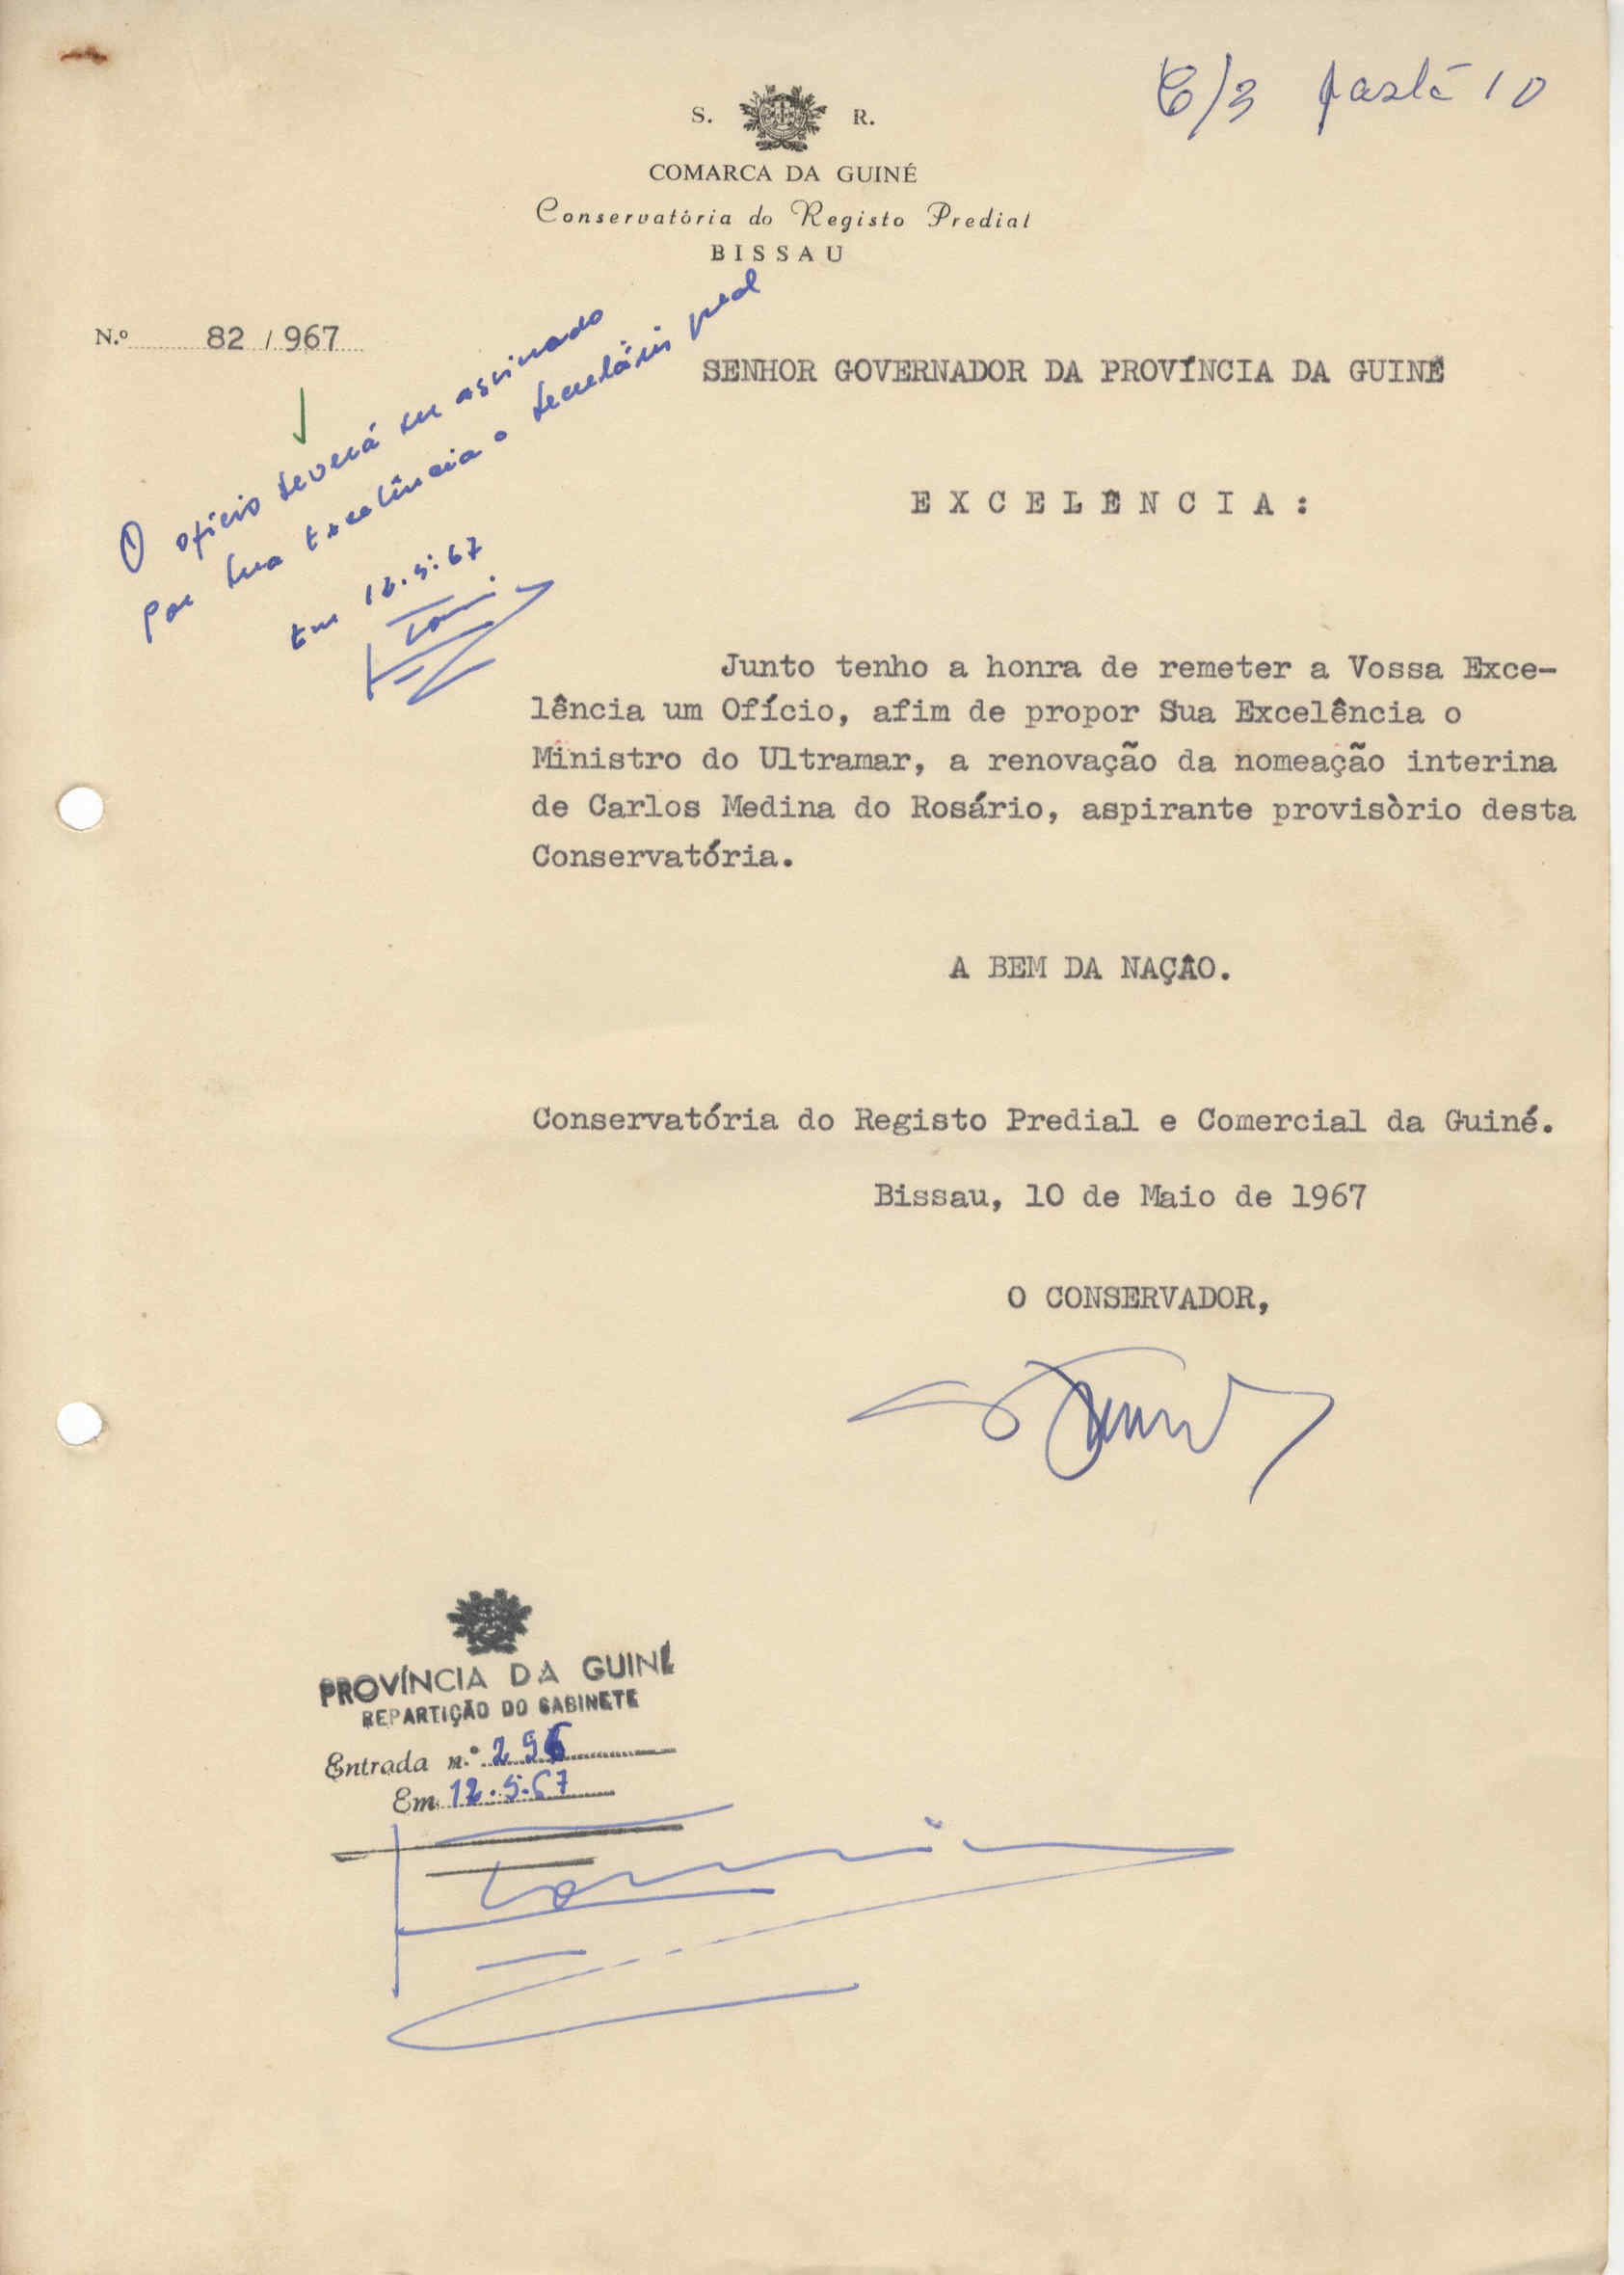 C/3 pasta 10
S. R.
COMARCA DA GUINÉ
Conservatória do Registo Predial
BISSAU
N.º 82 / 967
SENHOR GOVERNADOR DA PROVÍNCIA DA GUINÉ
O ofício deverá ser assinado
por Sua Excelência o Secretário
Em 12.5.67
EXCELÊNCIA:
Junto tenho a honra de remeter a Vossa Exce-
lência um Ofício, afim de propor Sua Excelência o
Ministro do Ultramar, a renovação da nomeação interina
de Carlos Medina do Rosário, aspirante provisòrio desta
Conservatória.
A BEM DA NAÇÃO.
Conservatória do Registo Predial e Comercial da Guiné.
Bissau, 10 de Maio de 1967
O CONSERVADOR,
PROVÍNCIA DA GUINÉ
REPARTIÇÃO DO GABINETE
Entrada n.º 296
Em 12.5.67